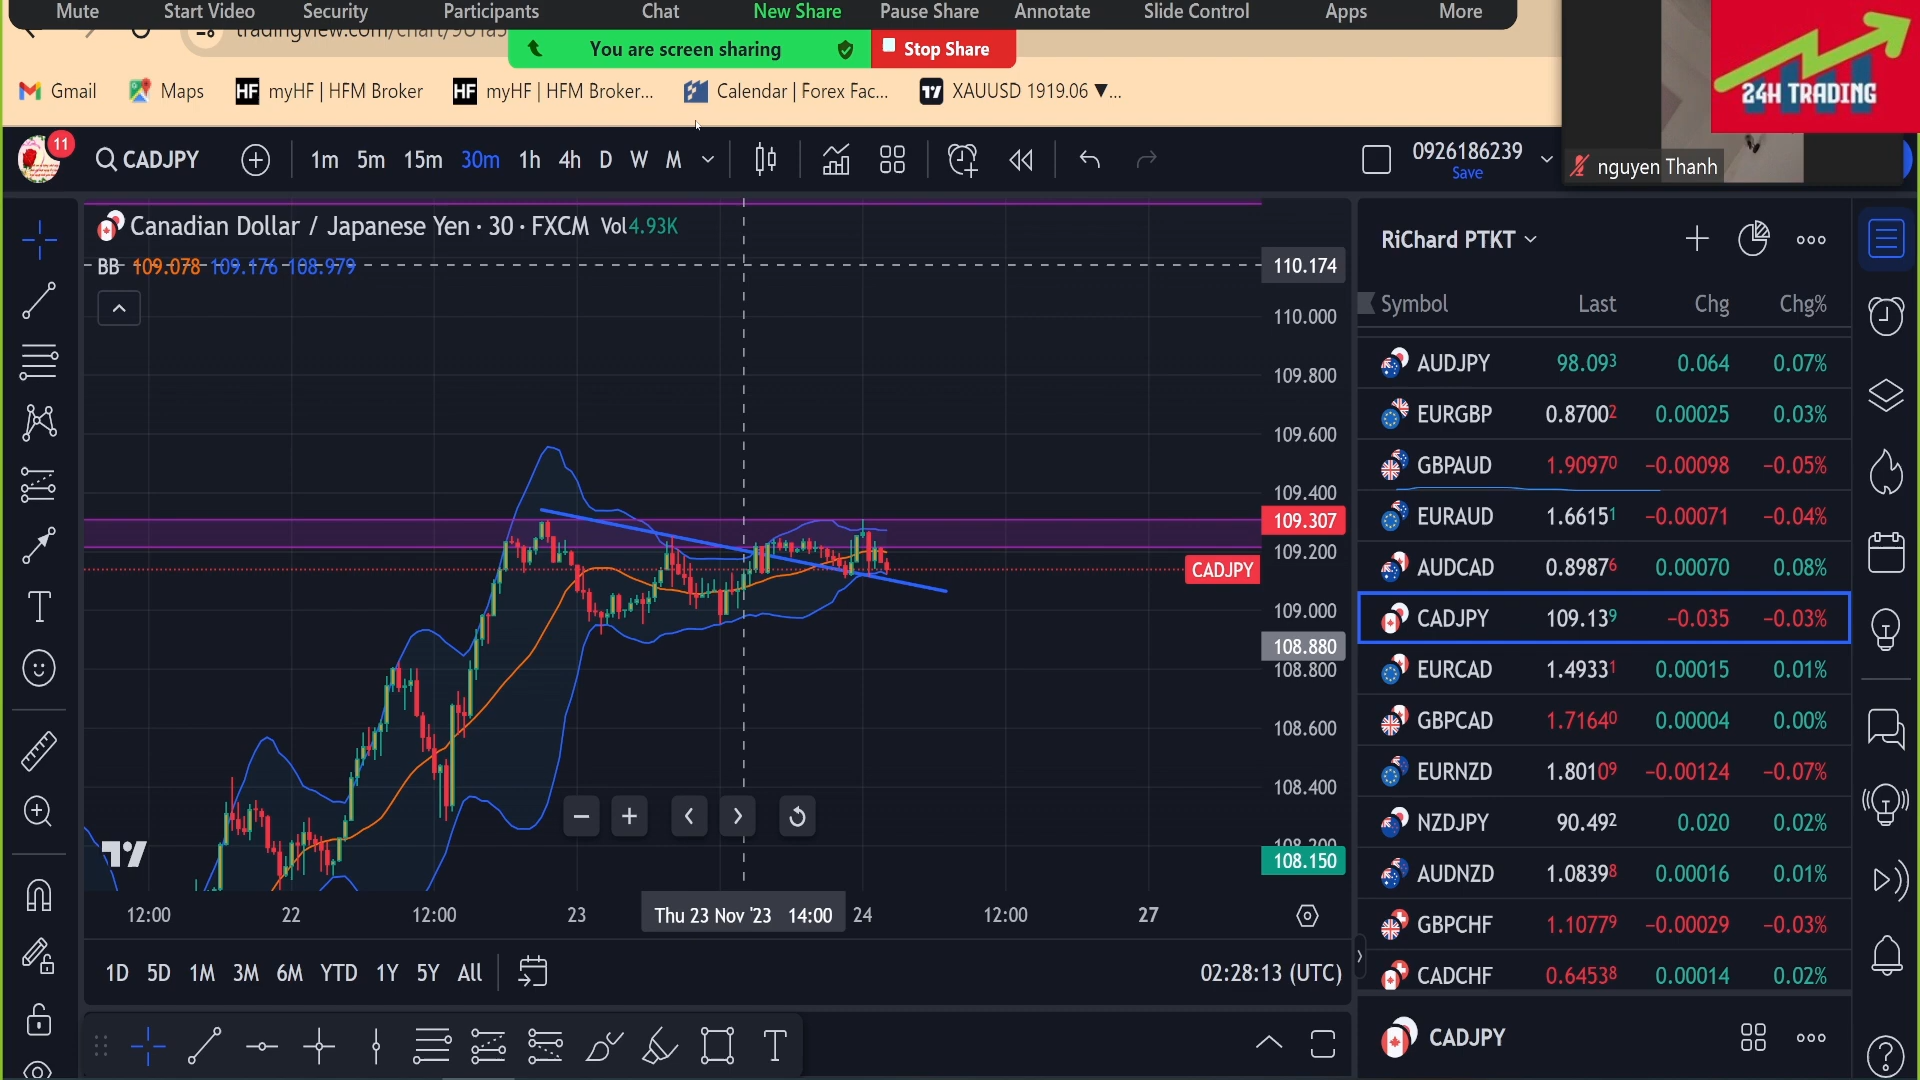 Mute Start Video Security Participants Chat New Share Pause Share Annotate Slide Control Apps More
You are screen sharing Stop Share
Gmail Maps HF myHF | HFM Broker HF myHF | HFM Broker... Calendar | Forex Fac... XAUUSD 1919.06 ▼...
24H TRADING
nguyen Thanh
11 CADJPY 1m 5m 15m 30m 1h 4h D W M 0926186239
Save
Canadian Dollar / Japanese Yen · 30 · FXCM Vol 4.93K
BB 109.078 109.176 108.979
110.174
110.000
109.800
109.600
109.400
109.307
109.200
CADJPY
109.000
108.880
108.800
108.600
108.400
108.200
108.150
12:00 22 12:00 23 Thu 23 Nov '23 14:00 24 12:00 27
1D 5D 1M 3M 6M YTD 1Y 5Y All 02:28:13 (UTC)
RiChard PTKT
Symbol Last Chg Chg%
AUDJPY 98.093 0.064 0.07%
EURGBP 0.87002 0.00025 0.03%
GBPAUD 1.90970 −0.00098 −0.05%
EURAUD 1.66151 −0.00071 −0.04%
AUDCAD 0.89876 0.00070 0.08%
CADJPY 109.139 −0.035 −0.03%
EURCAD 1.49331 0.00015 0.01%
GBPCAD 1.71640 0.00004 0.00%
EURNZD 1.80109 −0.00124 −0.07%
NZDJPY 90.492 0.020 0.02%
AUDNZD 1.08398 0.00016 0.01%
GBPCHF 1.10779 −0.00029 −0.03%
CADCHF 0.64538 0.00014 0.02%
CADJPY